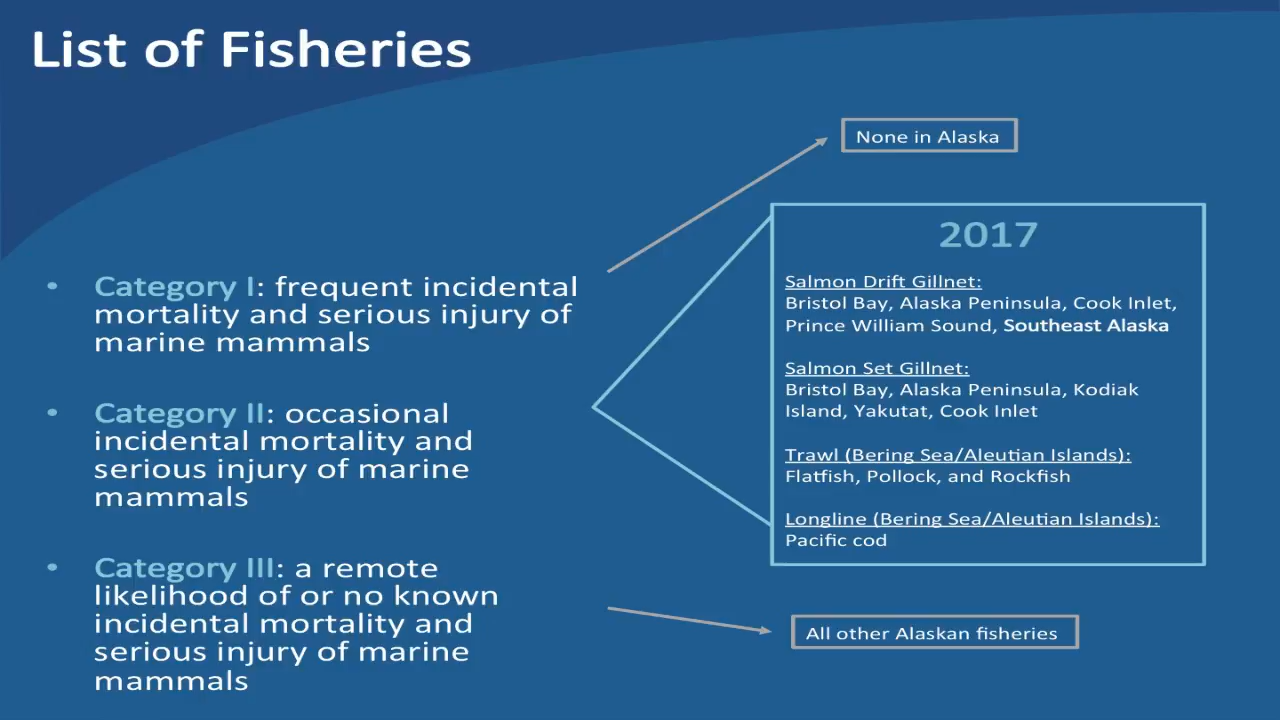 List of Fisheries
None in Alaska
• Category I: frequent incidental
mortality and serious injury of
marine mammals
• Category II: occasional
incidental mortality and
serious injury of marine
mammals
• Category III: a remote
likelihood of or no known
incidental mortality and
serious injury of marine
mammals
2017
Salmon Drift Gillnet:
Bristol Bay, Alaska Peninsula, Cook Inlet,
Prince William Sound, Southeast Alaska
Salmon Set Gillnet:
Bristol Bay, Alaska Peninsula, Kodiak
Island, Yakutat, Cook Inlet
Trawl (Bering Sea/Aleutian Islands):
Flatfish, Pollock, and Rockfish
Longline (Bering Sea/Aleutian Islands):
Pacific cod
All other Alaskan fisheries